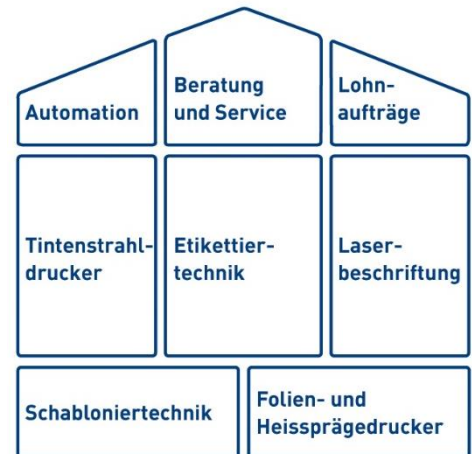 Automation
Beratung
und Service
Lohn-
aufträge
Tintenstrahl-
drucker
Etikettier-
technik
Laser-
beschriftung
Schabloniertechnik
Folien- und
Heissprägedrucker